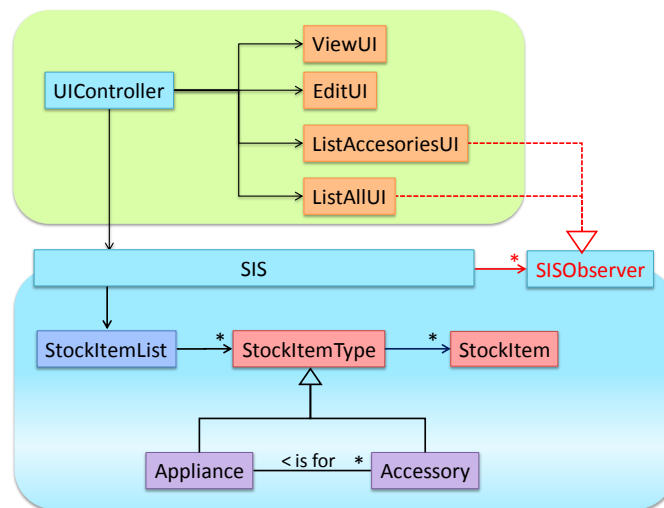 ViewUI
UIController
EditUI
ListAccesoriesUI
ListAllUI
SIS
*
SISObserver
StockItemList
*
StockItemType
*
StockItem
Appliance
< is for
*
Accessory